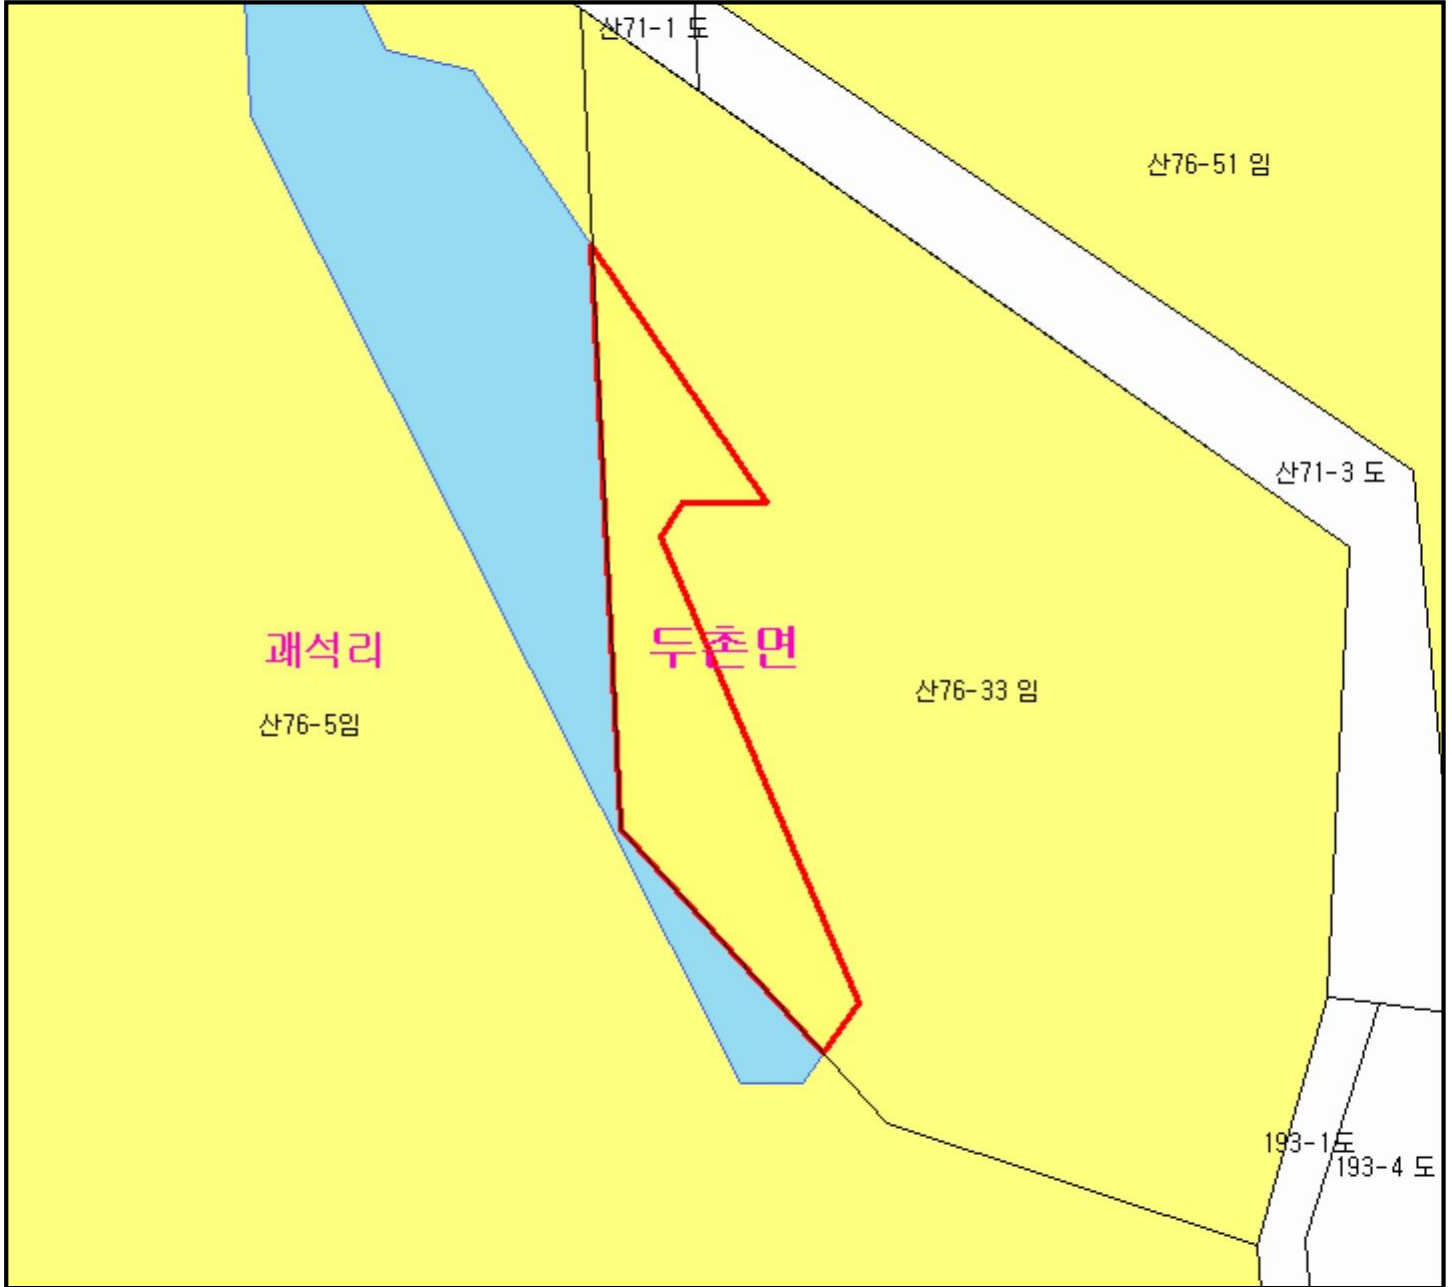 산71-1 도
산76-51 임
산71-3 도
괘석리
두촌면
산76-33 임
산76-5임
193-1도
193-4 도